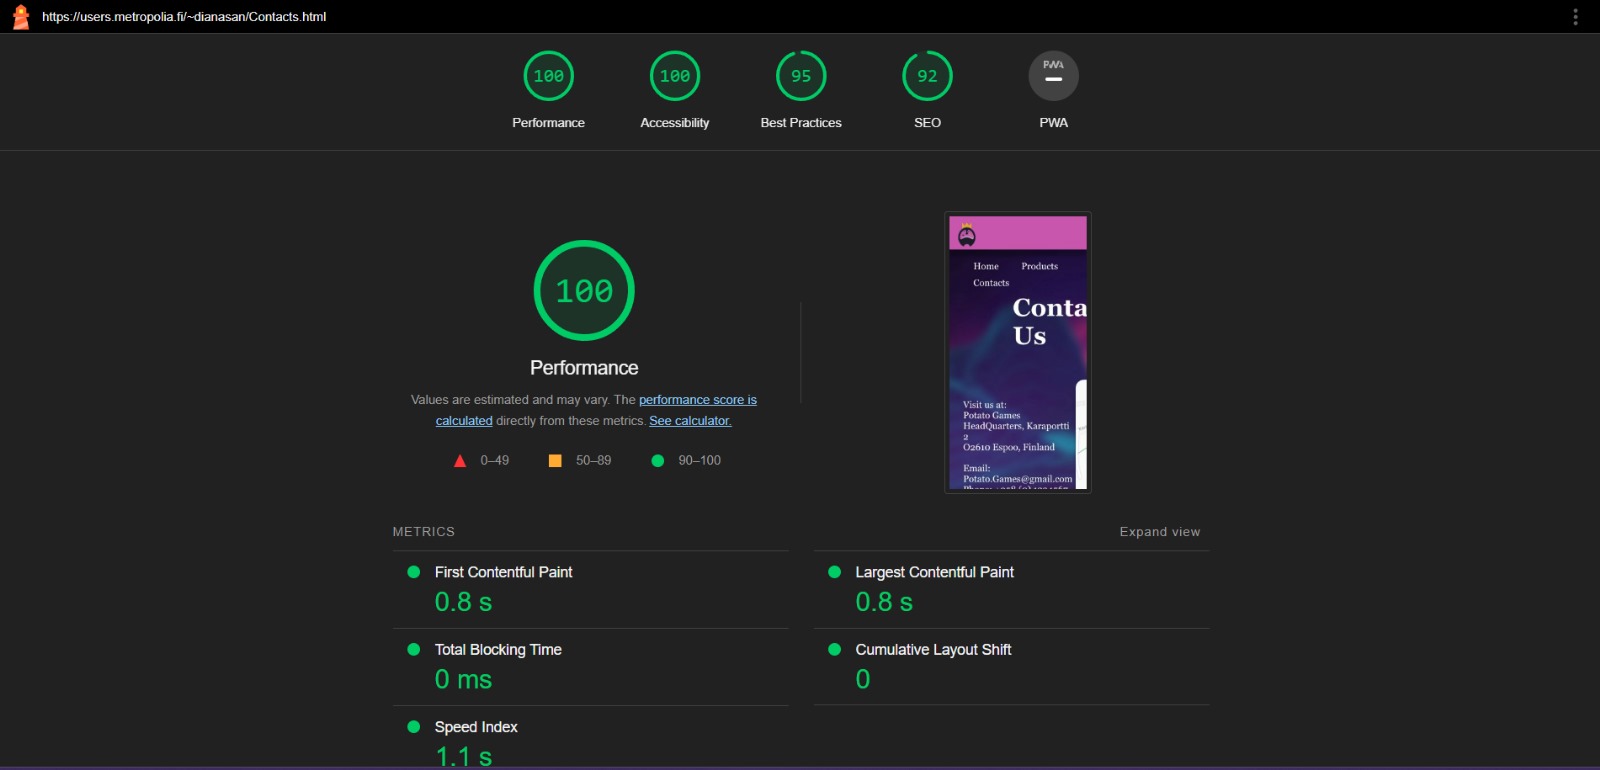 https://users.metropolia.fi/~dianasan/Contacts.html
100
100
95
92
PWA
Performance
Accessibility
Best Practices
SEO
PWA
100
Performance
Values are estimated and may vary. The performance score is
calculated directly from these metrics. See calculator.
0–49
50–89
90–100
Home Products
Contacts
Conta
Us
Visit us at:
Potato Games
HeadQuarters, Karaportti
2
O2610 Espoo, Finland
Email:
Potato.Games@gmail.com
METRICS
Expand view
First Contentful Paint
0.8 s
Largest Contentful Paint
0.8 s
Total Blocking Time
0 ms
Cumulative Layout Shift
0
Speed Index
1.1 s